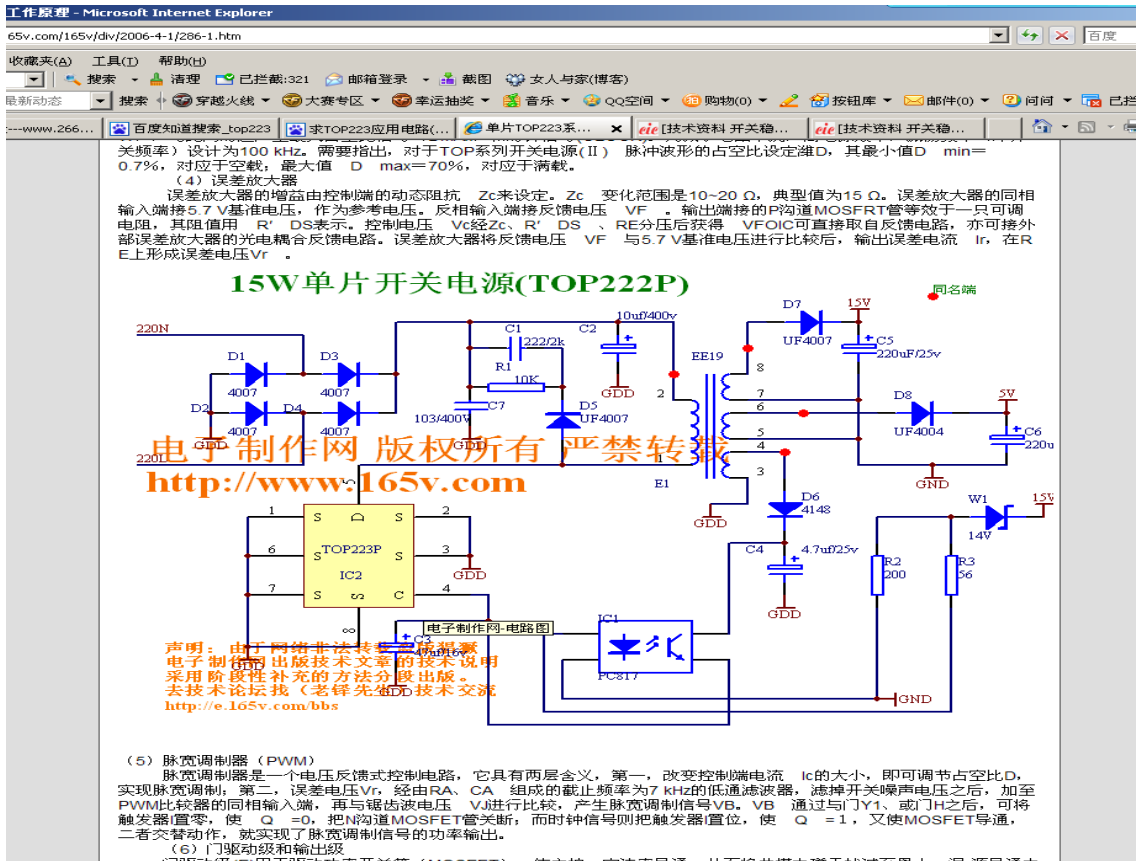 工作原理 - Microsoft Internet Explorer
65v.com/165v/div/2006-4-1/286-1.htm
百度
收藏夹(A) 工具(T) 帮助(H)
搜索 清理 已拦截:321 邮箱登录 截图 女人与家(博客)
最新动态 搜索 穿越火线 大赛专区 幸运抽奖 音乐 QQ空间 购物(0) 按钮库 邮件(0) 问问 已拦
:---www.266... 百度知道搜索_top223 求TOP223应用电路(... 单片TOP223系... [技术资料 开关稳... [技术资料 开关稳...
关频率）设计为100 kHz。需要指出，对于TOP系列开关电源(Ⅱ) 脉冲波形的占空比设定潍D，其最小值D min＝
0.7%，对应于空载；最大值 D max＝70%，对应于满载。
（4）误差放大器
误差放大器的增益由控制端的动态阻抗 Zc来设定。Zc 变化范围是10~20 Ω，典型值为15 Ω。误差放大器的同相
输入端接5.7 V基准电压，作为参考电压。反相输入端接反馈电压 VF 。输出端接的P沟道MOSFRT管等效于一只可调
电阻，其阻值用 R' DS表示。控制电压 Vc经Zc、R' DS 、RE分压后获得 VFOIC可直接取自反馈电路，亦可接外
部误差放大器的光电耦合反馈电路。误差放大器将反馈电压 VF 与5.7 V基准电压进行比较后，输出误差电流 Ir，在R
E上形成误差电压Vr 。
15W单片开关电源(TOP222P)
同名端
220N
D1
4007
D3
4007
D2
4007
D4
4007
GDD
220L
C1
222/2k
R1
10K
C7
103/400V
GDD
C2
10uf/400v
GDD
D5
UF4007
EE19
E1
2
1
8
7
6
5
4
3
D7
UF4007
15V
C5
220uF/25v
D8
UF4004
5V
C6
220u
GND
GDD
D6
4148
C4
4.7uf/25v
GDD
W1
14V
15V
R2
200
R3
56
GND
电子制作网 版权所有 严禁转载
http://www.165v.com
5
1 S D S 2
6 S TOP223P S 3
IC2
7 S S C 4
8
GDD
GDD
C3
47uf/16v
GDD
电子制作网-电路图
IC1
PC817
电子制作网出版技术文章的技术说明
采用阶段性补充的方法分段出版。
http://e.165v.com/bbs
（5）脉宽调制器（PWM）
脉宽调制器是一个电压反馈式控制电路，它具有两层含义，第一，改变控制端电流 Ic的大小，即可调节占空比D，
实现脉宽调制；第二，误差电压Vr，经由RA、CA 组成的截止频率为7 kHz的低通滤波器，滤掉开关噪声电压之后，加至
PWM比较器的同相输入端，再与锯齿波电压 VJ进行比较，产生脉宽调制信号VB。VB 通过与门Y1、或门H之后，可将
触发器I置零，使 Q =0，把N沟道MOSFET管关断；而时钟信号则把触发器I置位，使 Q =1，又使MOSFET导通，
二者交替动作，就实现了脉宽调制信号的功率输出。
（6）门驱动级和输出级